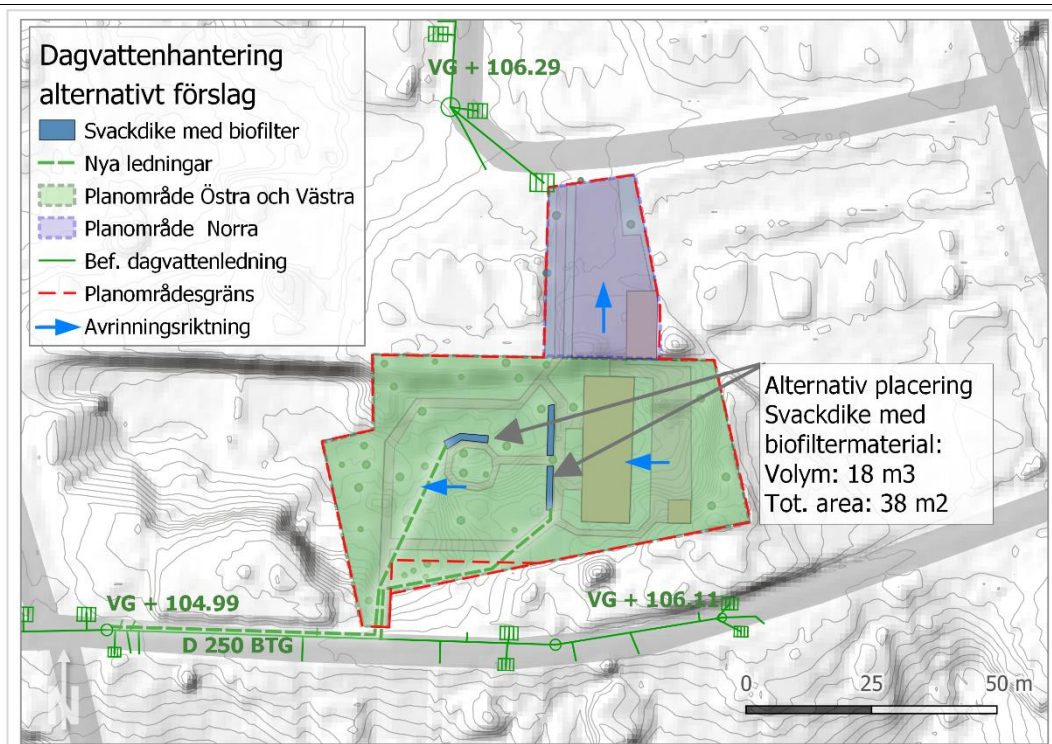 Dagvattenhantering
alternativt förslag
Svackdike med biofilter
Nya ledningar
Planområde Östra och Västra
Planområde Norra
Bef. dagvattenledning
Planområdesgräns
Avrinningsriktning
VG + 106.29
Alternativ placering
Svackdike med
biofiltermaterial:
Volym: 18 m3
Tot. area: 38 m2
VG + 104.99
VG + 106.11
D 250 BTG
N
0 25 50 m